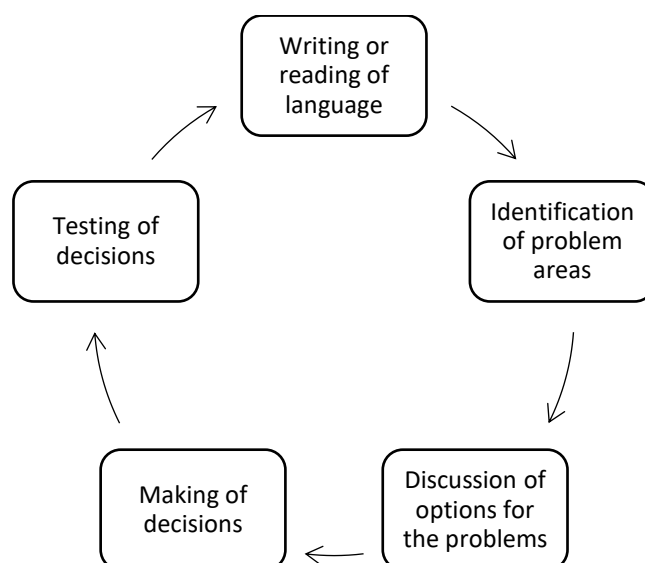 Writing or
reading of
language
Identification
of problem
areas
Discussion of
options for
the problems
Making of
decisions
Testing of
decisions